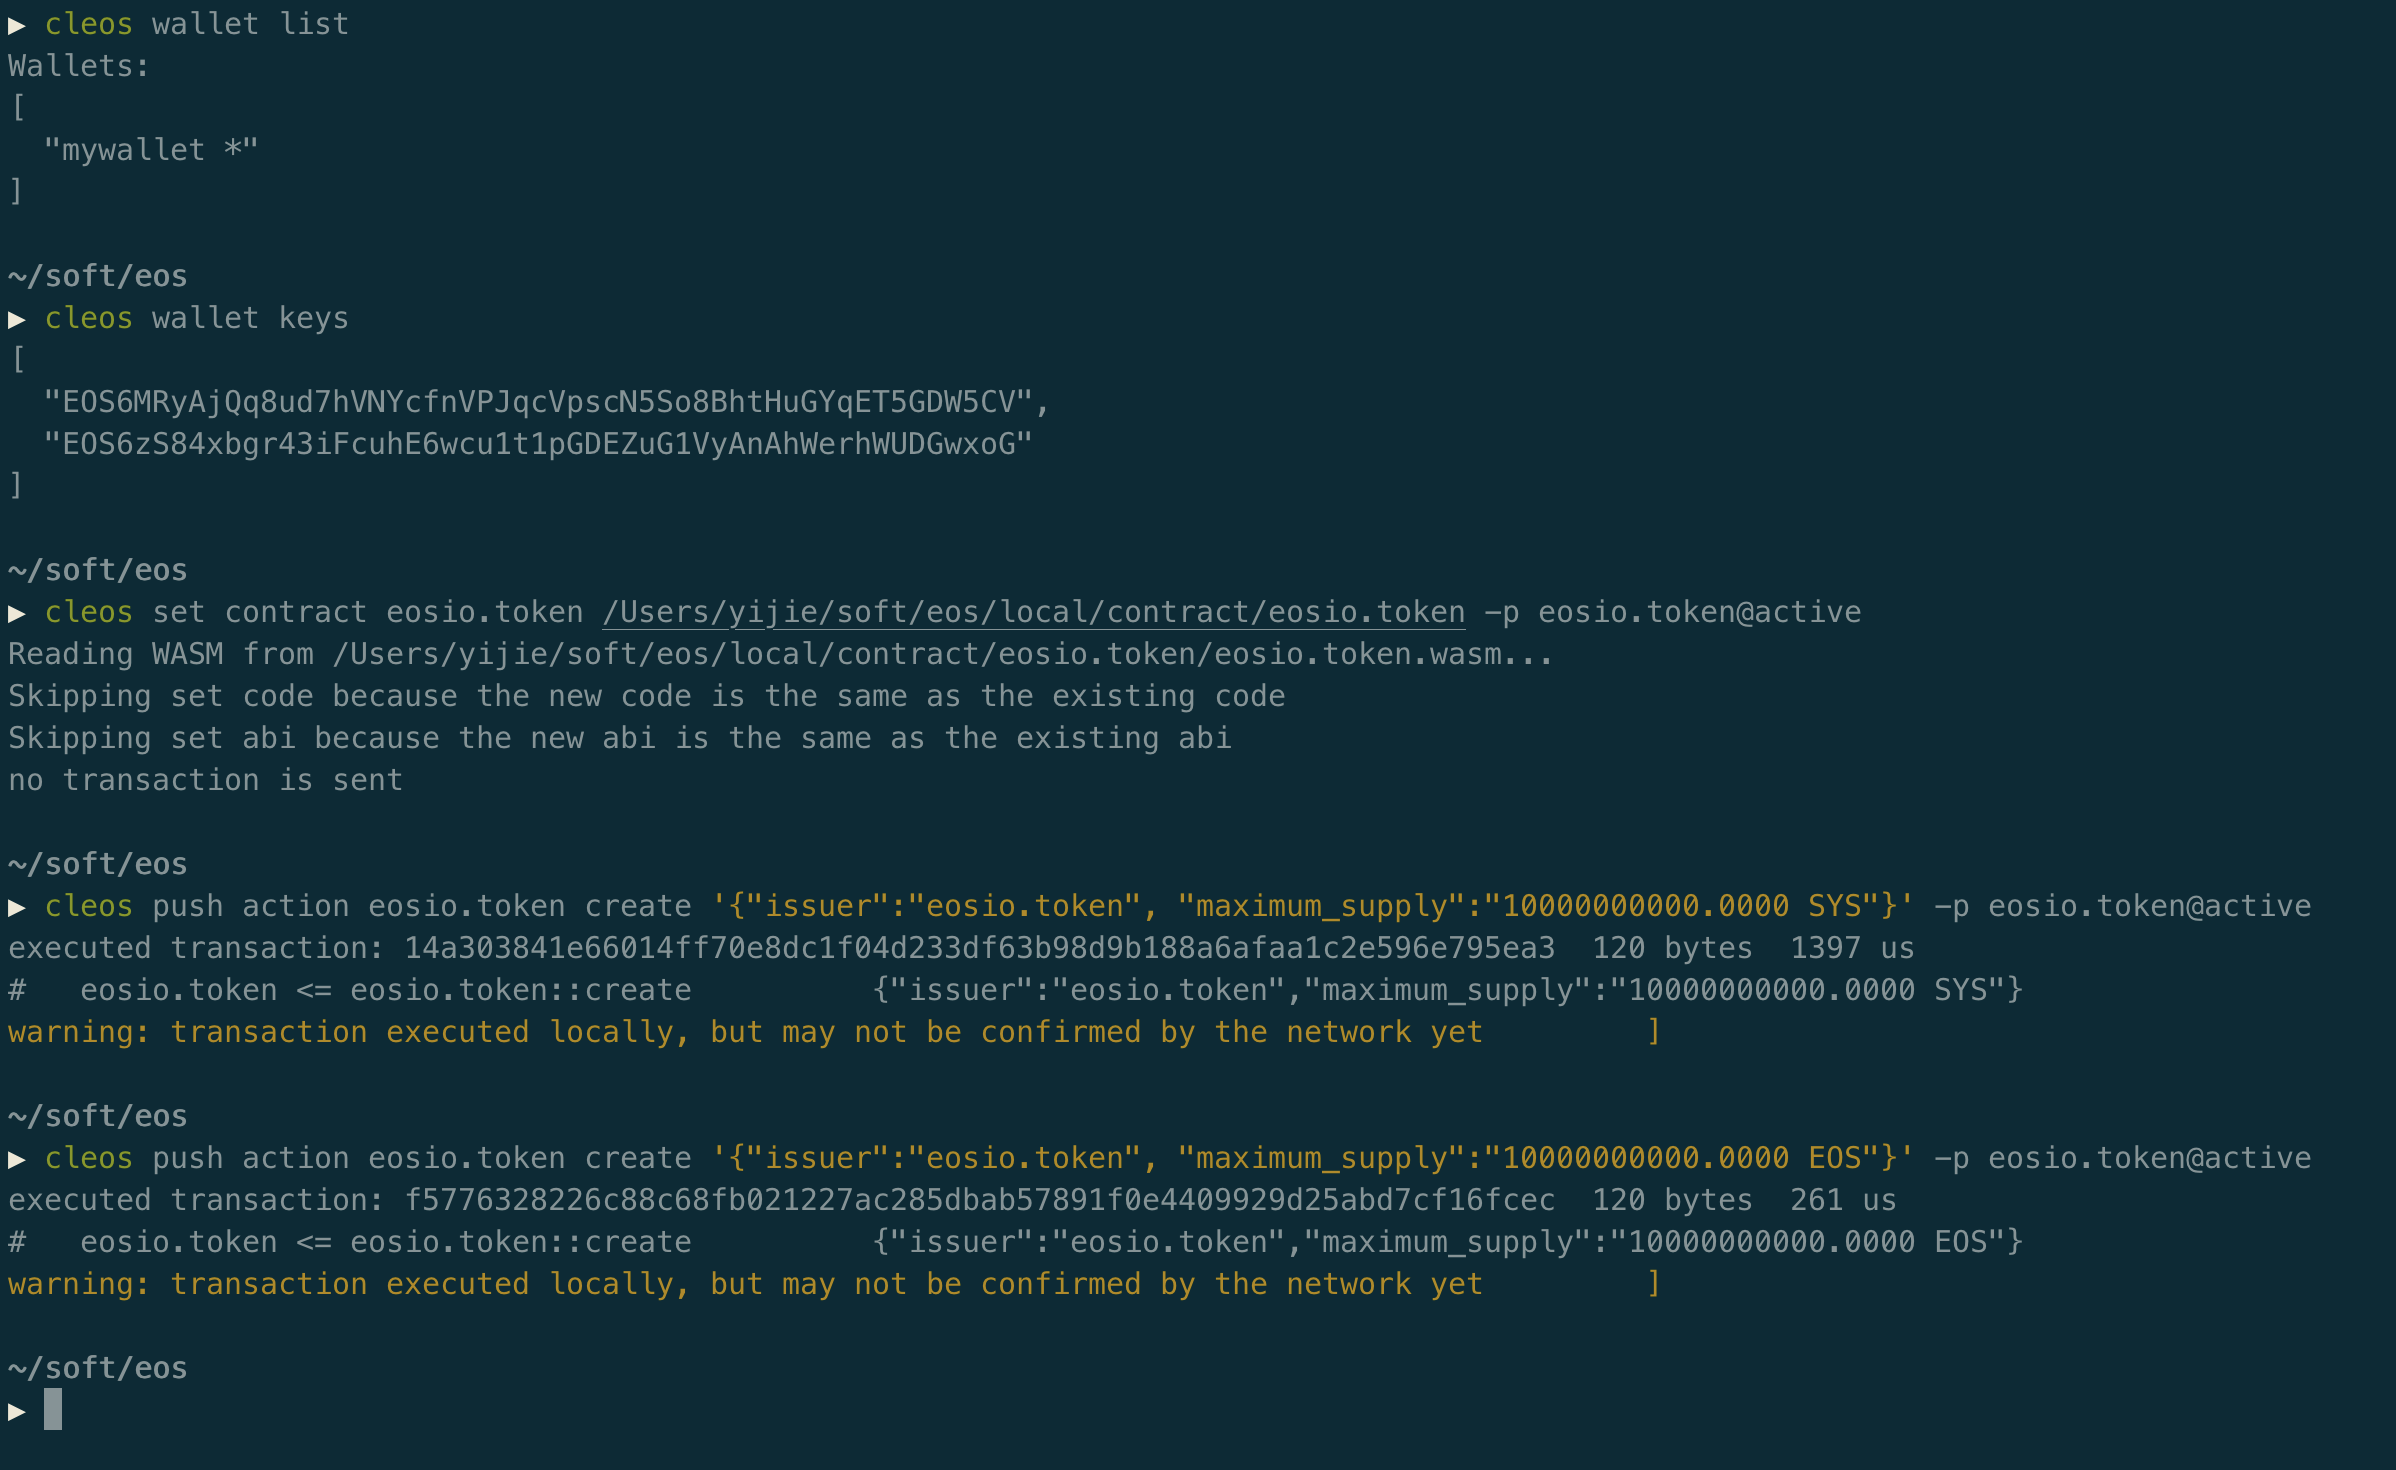 ▶ cleos wallet list
Wallets:
[
  "mywallet *"
]
~/soft/eos
▶ cleos wallet keys
[
  "EOS6MRyAjQq8ud7hVNYcfnVPJqcVpscN5So8BhtHuGYqET5GDW5CV",
  "EOS6zS84xbgr43iFcuhE6wcu1t1pGDEZuG1VyAnAhWerhWUDGwxoG"
]
~/soft/eos
▶ cleos set contract eosio.token /Users/yijie/soft/eos/local/contract/eosio.token -p eosio.token@active
Reading WASM from /Users/yijie/soft/eos/local/contract/eosio.token/eosio.token.wasm...
Skipping set code because the new code is the same as the existing code
Skipping set abi because the new abi is the same as the existing abi
no transaction is sent
~/soft/eos
▶ cleos push action eosio.token create '{"issuer":"eosio.token", "maximum_supply":"10000000000.0000 SYS"}' -p eosio.token@active
executed transaction: 14a303841e66014ff70e8dc1f04d233df63b98d9b188a6afaa1c2e596e795ea3  120 bytes  1397 us
#   eosio.token <= eosio.token::create          {"issuer":"eosio.token","maximum_supply":"10000000000.0000 SYS"}
warning: transaction executed locally, but may not be confirmed by the network yet         ]
~/soft/eos
▶ cleos push action eosio.token create '{"issuer":"eosio.token", "maximum_supply":"10000000000.0000 EOS"}' -p eosio.token@active
executed transaction: f5776328226c88c68fb021227ac285dbab57891f0e4409929d25abd7cf16fcec  120 bytes  261 us
#   eosio.token <= eosio.token::create          {"issuer":"eosio.token","maximum_supply":"10000000000.0000 EOS"}
warning: transaction executed locally, but may not be confirmed by the network yet         ]
~/soft/eos
▶